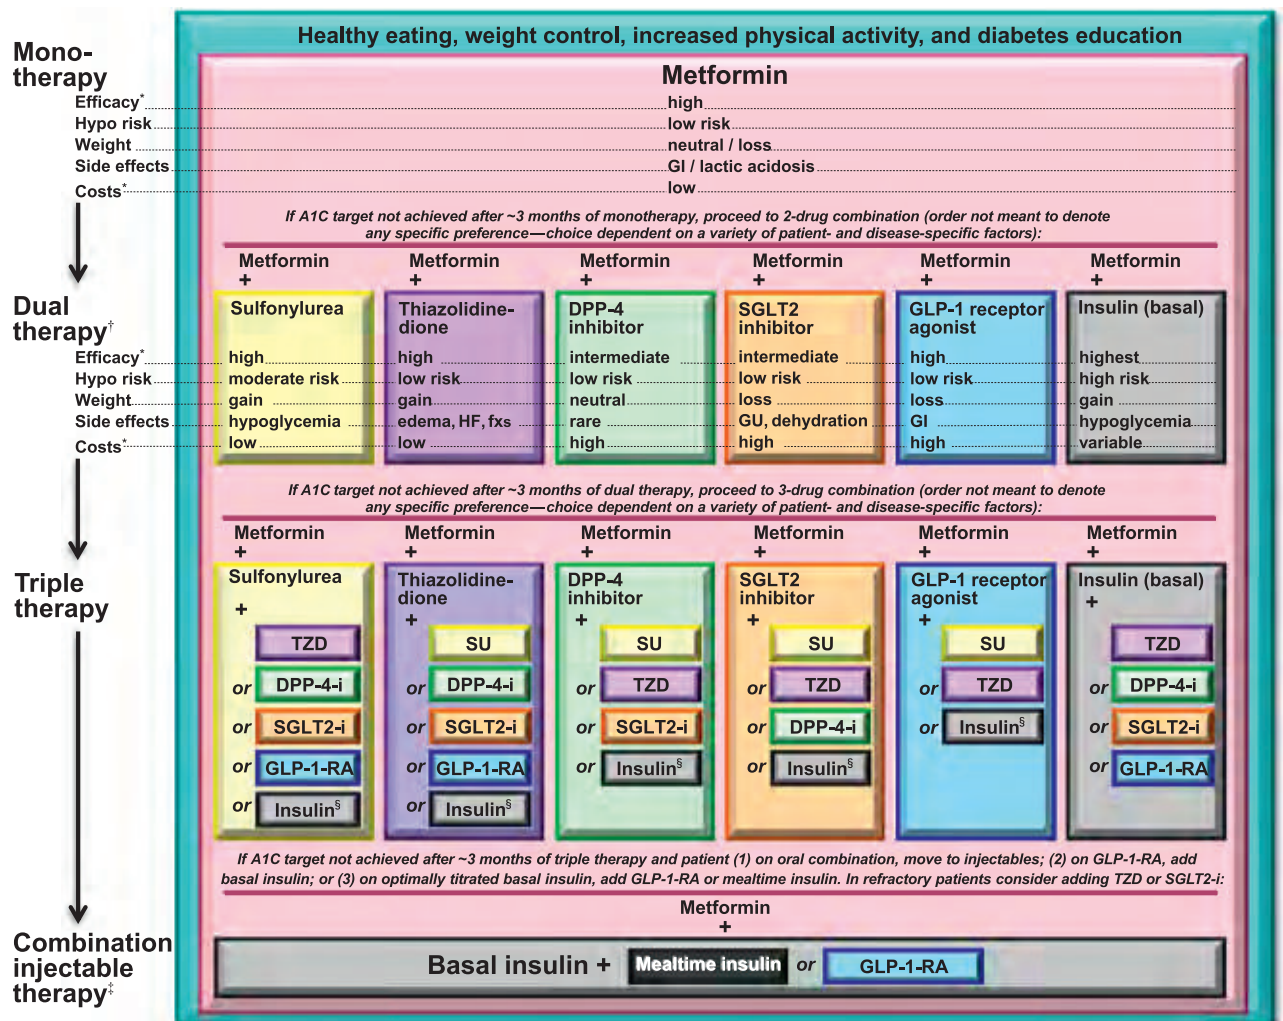 Healthy eating, weight control, increased physical activity, and diabetes education
Mono-
therapy
Metformin
Efficacy* high
Hypo risk low risk
Weight neutral / loss
Side effects GI / lactic acidosis
Costs* low
If A1C target not achieved after ~3 months of monotherapy, proceed to 2-drug combination (order not meant to denote
any specific preference—choice dependent on a variety of patient- and disease-specific factors):
Metformin Metformin Metformin Metformin Metformin Metformin
+ + + + + +
Dual
therapy†
Sulfonylurea Thiazolidine- DPP-4 SGLT2 GLP-1 receptor Insulin (basal)
dione inhibitor inhibitor agonist
Efficacy* high high intermediate intermediate high highest
Hypo risk moderate risk low risk low risk low risk low risk high risk
Weight gain gain neutral loss loss gain
Side effects hypoglycemia edema, HF, fxs rare GU, dehydration GI hypoglycemia
Costs* low low high high high variable
If A1C target not achieved after ~3 months of dual therapy, proceed to 3-drug combination (order not meant to denote
any specific preference—choice dependent on a variety of patient- and disease-specific factors):
Metformin Metformin Metformin Metformin Metformin Metformin
+ + + + + +
Triple
therapy
Sulfonylurea Thiazolidine- DPP-4 SGLT2 GLP-1 receptor Insulin (basal)
dione inhibitor inhibitor agonist
+ + + + + +
TZD SU SU SU SU TZD
or DPP-4-i or DPP-4-i or TZD or TZD or TZD or DPP-4-i
or SGLT2-i or SGLT2-i or SGLT2-i or DPP-4-i or Insulin§ or SGLT2-i
or GLP-1-RA or GLP-1-RA or Insulin§ or Insulin§ or GLP-1-RA
or Insulin§ or Insulin§
If A1C target not achieved after ~3 months of triple therapy and patient (1) on oral combination, move to injectables; (2) on GLP-1-RA, add
basal insulin; or (3) on optimally titrated basal insulin, add GLP-1-RA or mealtime insulin. In refractory patients consider adding TZD or SGLT2-i:
Metformin
+
Combination
injectable
therapy‡
Basal insulin + Mealtime insulin or GLP-1-RA